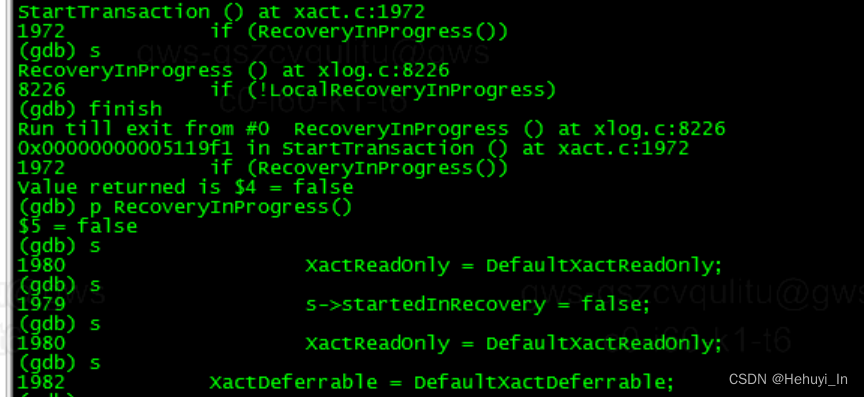 StartTransaction () at xact.c:1972
1972 if (RecoveryInProgress())
(gdb) s
RecoveryInProgress () at xlog.c:8226
8226 if (!LocalRecoveryInProgress)
(gdb) finish
Run till exit from #0 RecoveryInProgress () at xlog.c:8226
0x00000000005119f1 in StartTransaction () at xact.c:1972
1972 if (RecoveryInProgress())
Value returned is $4 = false
(gdb) p RecoveryInProgress()
$5 = false
(gdb) s
1980 XactReadOnly = DefaultXactReadOnly;
(gdb) s
1979 s->startedInRecovery = false;
(gdb) s
1980 XactReadOnly = DefaultXactReadOnly;
(gdb) s
1982 XactDeferrable = DefaultXactDeferrable;
CSDN @Hehuyi_In